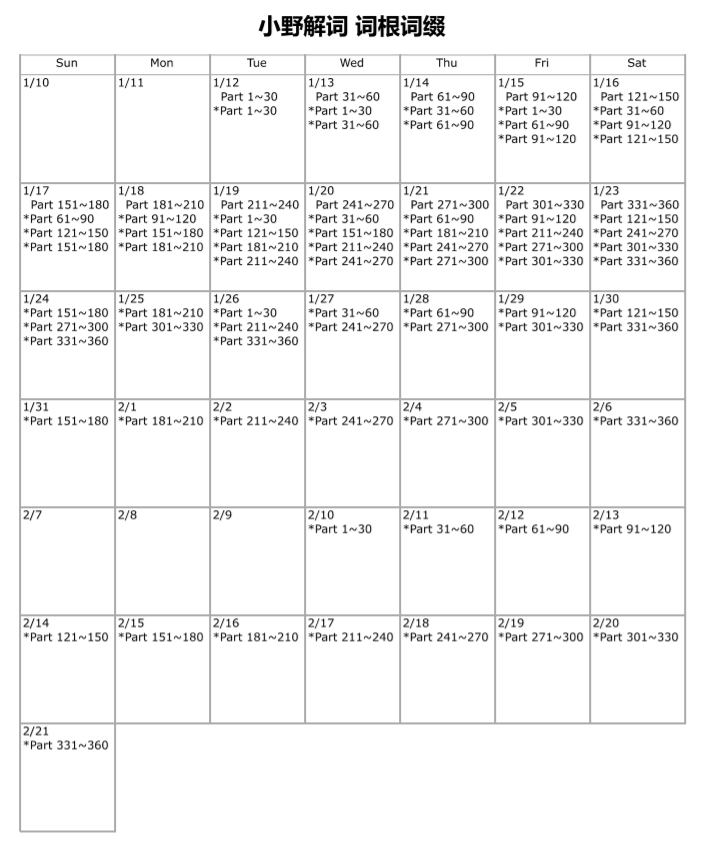 小野解词 词根词缀
Sun Mon Tue Wed Thu Fri Sat
1/10
1/11
1/12
Part 1~30
*Part 1~30
1/13
Part 31~60
*Part 1~30
*Part 31~60
1/14
Part 61~90
*Part 31~60
*Part 61~90
1/15
Part 91~120
*Part 1~30
*Part 61~90
*Part 91~120
1/16
Part 121~150
*Part 31~60
*Part 91~120
*Part 121~150
1/17
Part 151~180
*Part 61~90
*Part 121~150
*Part 151~180
1/18
Part 181~210
*Part 91~120
*Part 151~180
*Part 181~210
1/19
Part 211~240
*Part 1~30
*Part 121~150
*Part 181~210
*Part 211~240
1/20
Part 241~270
*Part 31~60
*Part 151~180
*Part 211~240
*Part 241~270
1/21
Part 271~300
*Part 61~90
*Part 181~210
*Part 241~270
*Part 271~300
1/22
Part 301~330
*Part 91~120
*Part 211~240
*Part 271~300
*Part 301~330
1/23
Part 331~360
*Part 121~150
*Part 241~270
*Part 301~330
*Part 331~360
1/24
*Part 151~180
*Part 271~300
*Part 331~360
1/25
*Part 181~210
*Part 301~330
1/26
*Part 1~30
*Part 211~240
*Part 331~360
1/27
*Part 31~60
*Part 241~270
1/28
*Part 61~90
*Part 271~300
1/29
*Part 91~120
*Part 301~330
1/30
*Part 121~150
*Part 331~360
1/31
*Part 151~180
2/1
*Part 181~210
2/2
*Part 211~240
2/3
*Part 241~270
2/4
*Part 271~300
2/5
*Part 301~330
2/6
*Part 331~360
2/7
2/8
2/9
2/10
*Part 1~30
2/11
*Part 31~60
2/12
*Part 61~90
2/13
*Part 91~120
2/14
*Part 121~150
2/15
*Part 151~180
2/16
*Part 181~210
2/17
*Part 211~240
2/18
*Part 241~270
2/19
*Part 271~300
2/20
*Part 301~330
2/21
*Part 331~360